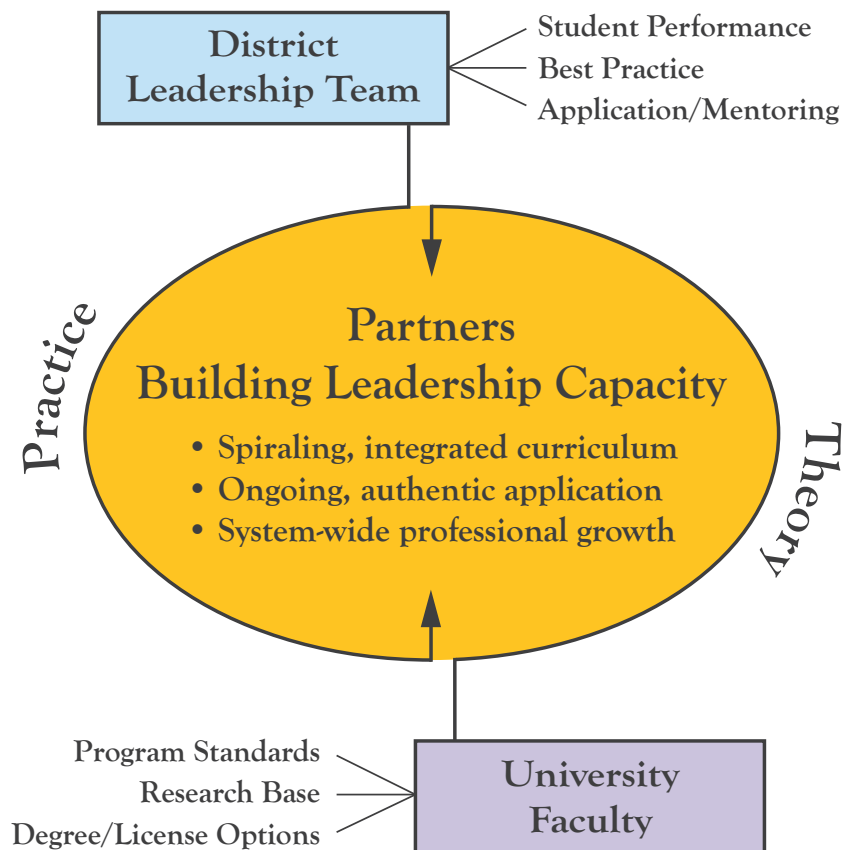 District
Leadership Team
Student Performance
Best Practice
Application/Mentoring
Practice
Partners
Building Leadership Capacity
• Spiraling, integrated curriculum
• Ongoing, authentic application
• System-wide professional growth
Theory
Program Standards
Research Base
Degree/License Options
University
Faculty